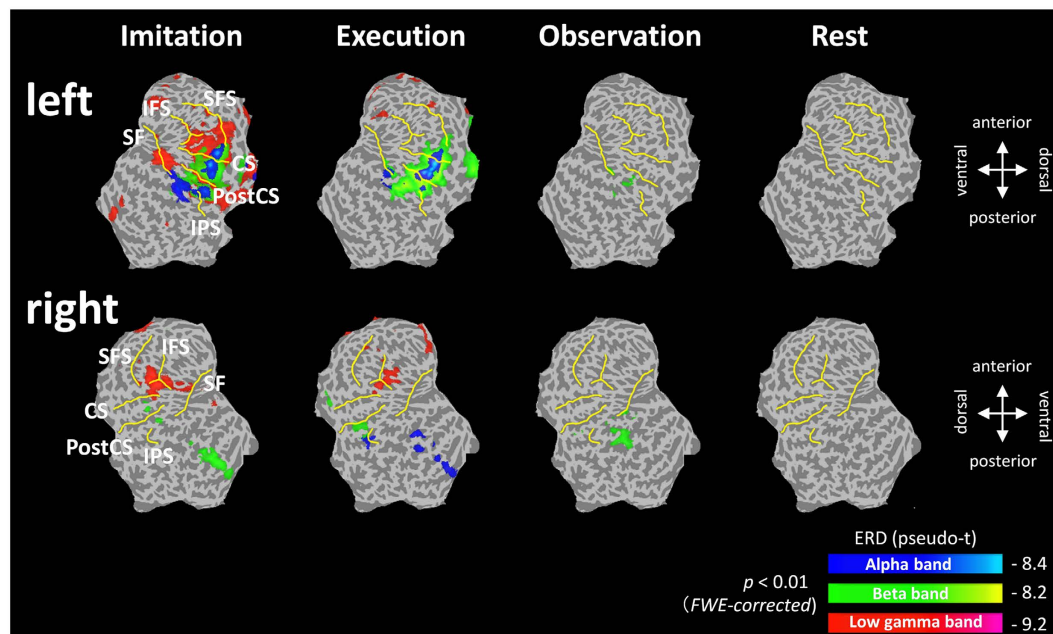 Imitation Execution Observation Rest
left
IFS SFS
SF
CS
PostCS
IPS
anterior
ventral dorsal
posterior
right
SFS IFS
SF
CS
PostCS IPS
anterior
dorsal ventral
posterior
ERD (pseudo-t)
Alpha band - 8.4
p < 0.01
Beta band - 8.2
(FWE-corrected)
Low gamma band - 9.2